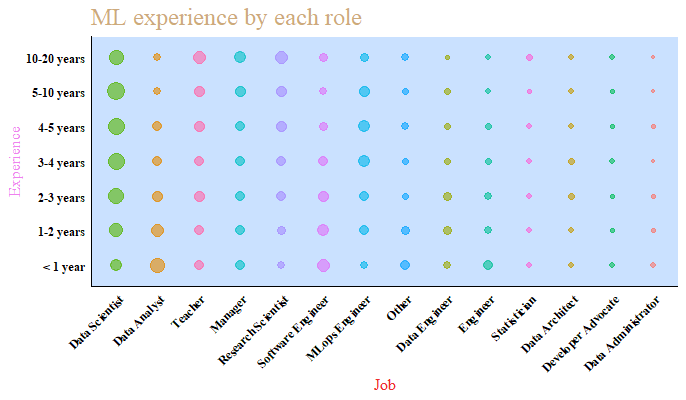 ML experience by each role
Experience
10-20 years
5-10 years
4-5 years
3-4 years
2-3 years
1-2 years
< 1 year
Data Scientist
Data Analyst
Teacher
Manager
Research Scientist
Software Engineer
MLops Engineer
Other
Data Engineer
Engineer
Statistician
Data Architect
Developer Advocate
Data Administrator
Job